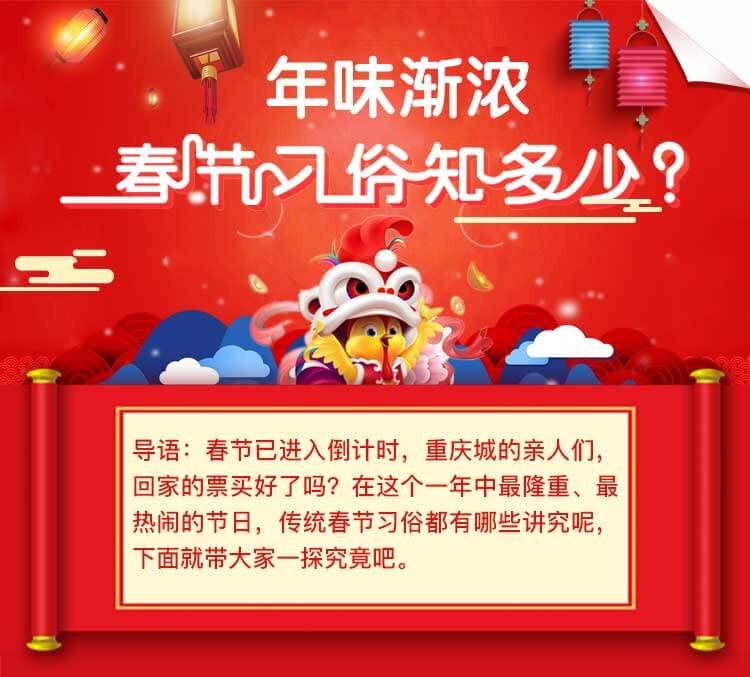 年味渐浓
春节习俗知多少?
导语：春节已进入倒计时，重庆城的亲人们，
回家的票买好了吗？在这个一年中最隆重、最
热闹的节日，传统春节习俗都有哪些讲究呢，
下面就带大家一探究竟吧。